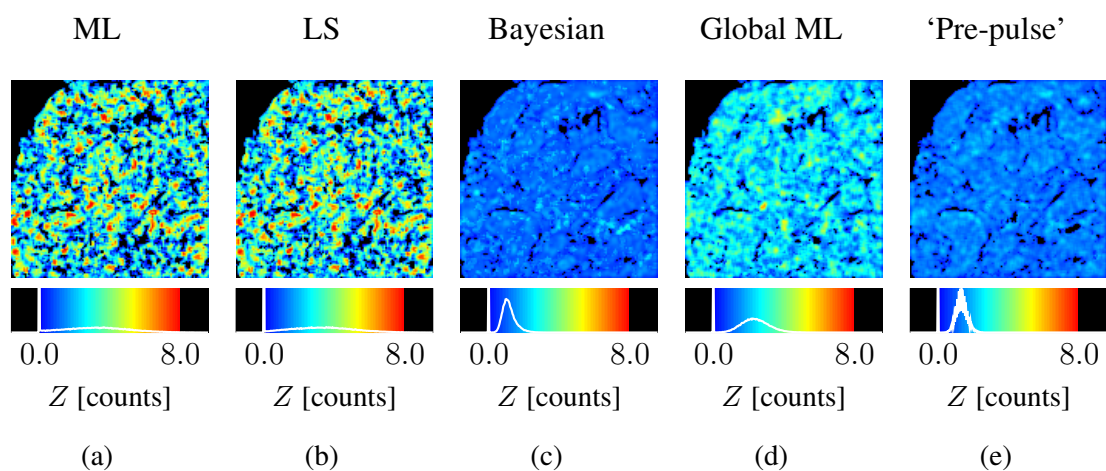 ML LS Bayesian Global ML ‘Pre-pulse’
0.0 8.0 0.0 8.0 0.0 8.0 0.0 8.0 0.0 8.0
Z [counts] Z [counts] Z [counts] Z [counts] Z [counts]
(a) (b) (c) (d) (e)